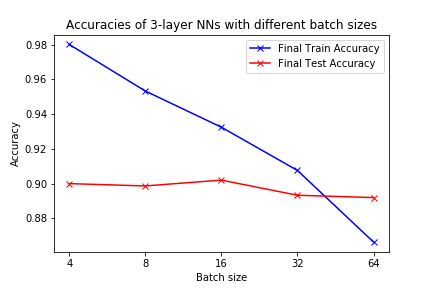 Accuracies of 3-layer NNs with different batch sizes
Final Train Accuracy
Final Test Accuracy
0.98
0.96
0.94
0.92
0.90
0.88
Accuracy
4 8 16 32 64
Batch size